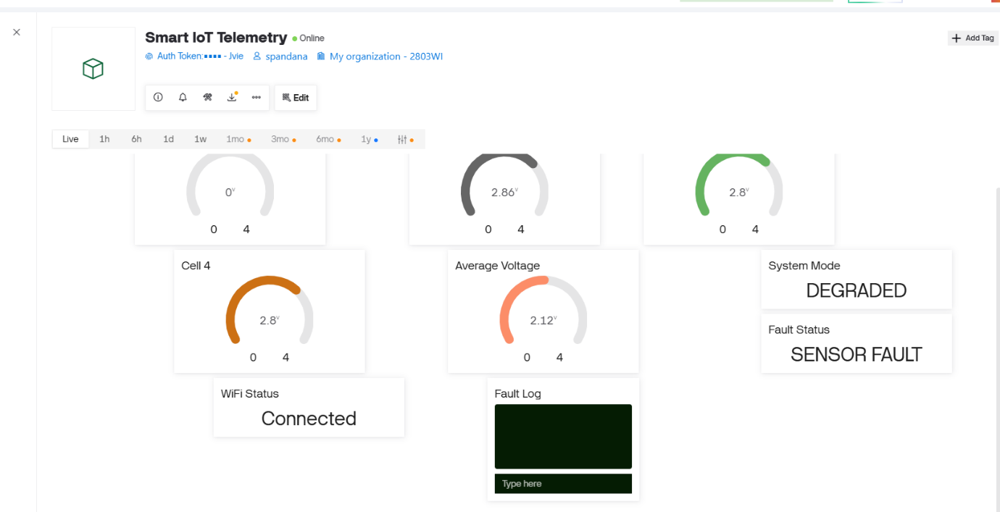 Smart IoT Telemetry Online
Auth Token:•••• - Jvie spandana My organization - 2803WI
Add Tag
Edit
Live 1h 6h 1d 1w 1mo 3mo 6mo 1y
0v 2.86v 2.8v
0 4 0 4 0 4
Cell 4 Average Voltage System Mode
DEGRADED
2.8v 2.12v
Fault Status
SENSOR FAULT
0 4 0 4
WiFi Status Fault Log
Connected
Type here